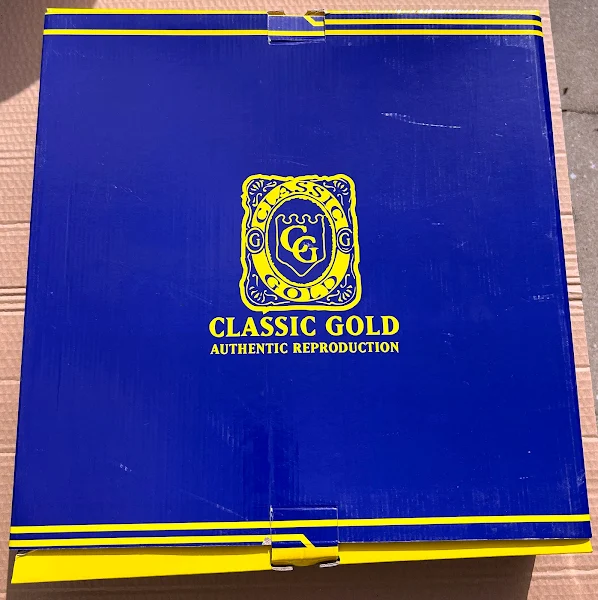 CLASSIC
G CG G
GOLD
CLASSIC GOLD
AUTHENTIC REPRODUCTION